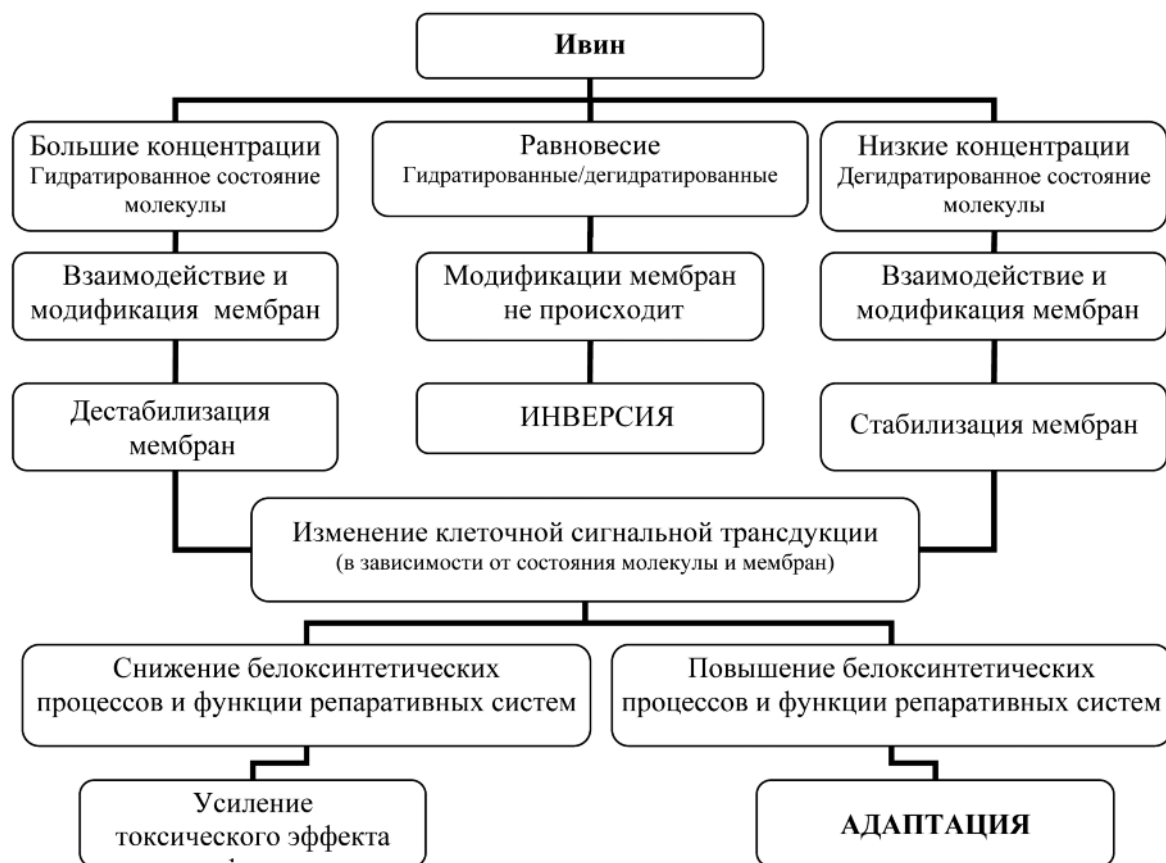 Ивин
Большие концентрации
Гидратированное состояние
молекулы
Равновесие
Гидратированные/дегидратированные
Низкие концентрации
Дегидратированное состояние
молекулы
Взаимодействие и
модификация мембран
Модификации мембран
не происходит
Взаимодействие и
модификация мембран
Дестабилизация
мембран
ИНВЕРСИЯ
Стабилизация мембран
Изменение клеточной сигнальной трансдукции
(в зависимости от состояния молекулы и мембран)
Снижение белоксинтетических
процессов и функции репаративных систем
Повышение белоксинтетических
процессов и функции репаративных систем
Усиление
токсического эффекта
АДАПТАЦИЯ